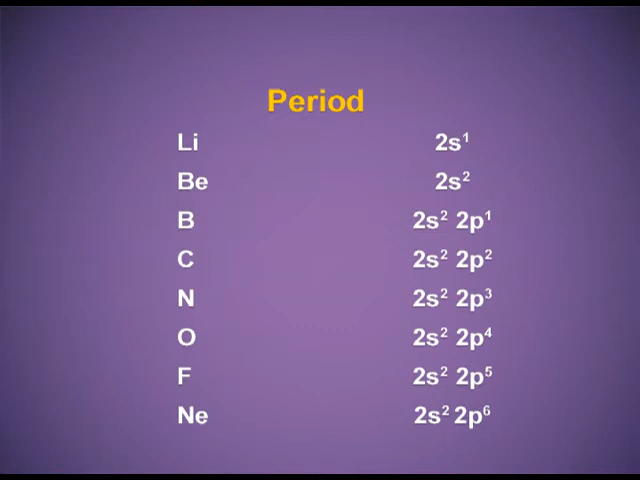 Period
Li 2s¹
Be 2s²
B 2s² 2p¹
C 2s² 2p²
N 2s² 2p³
O 2s² 2p⁴
F 2s² 2p⁵
Ne 2s² 2p⁶